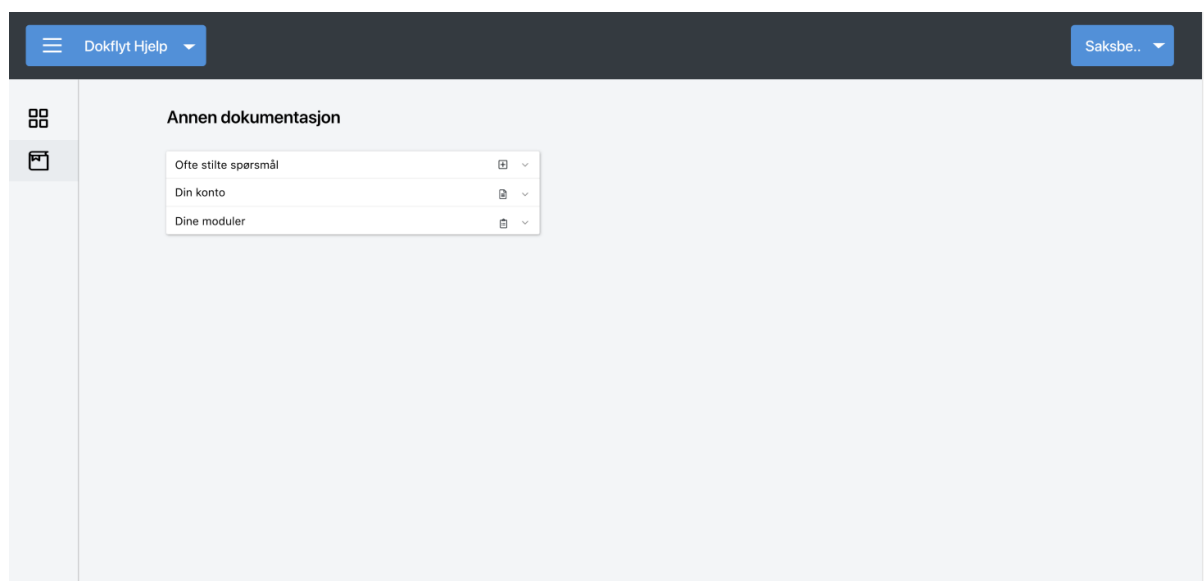 Dokflyt Hjelp
Saksbe..
Annen dokumentasjon
Ofte stilte spørsmål
Din konto
Dine moduler